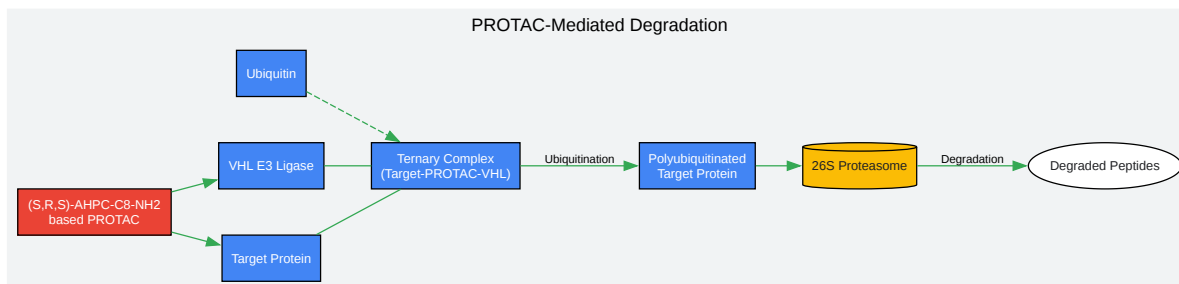 PROTAC-Mediated Degradation
Ubiquitin
VHL E3 Ligase
(S,R,S)-AHPC-C8-NH2
based PROTAC
Target Protein
Ternary Complex
(Target-PROTAC-VHL)
Ubiquitination
Polyubiquitinated
Target Protein
26S Proteasome
Degradation
Degraded Peptides